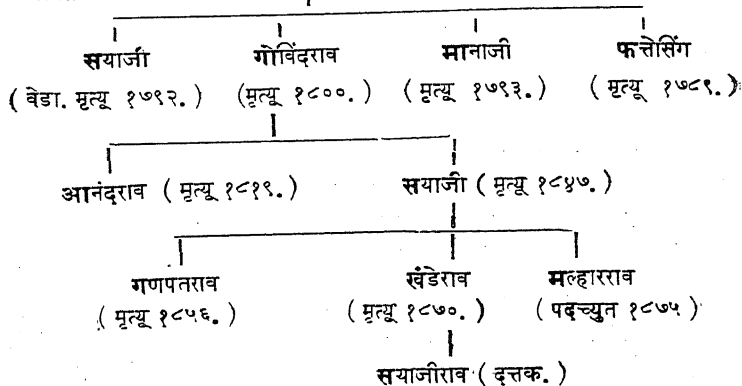 सयाजी गोविंदराव मानाजी फत्तेसिंग
( वेडा. मृत्यू १७९२. ) (मृत्यू १८००. ) ( मृत्यू १७९३. ) ( मृत्यू १७८९. )
आनंदराव ( मृत्यू १८१९. ) सयाजी ( मृत्यू १८४७. )
गणपतराव खंडेराव मल्हारराव
( मृत्यू १८५६. ) ( मृत्यू १८७०. ) ( पदच्युत १८७५ )
सयाजीराव ( दत्तक. )